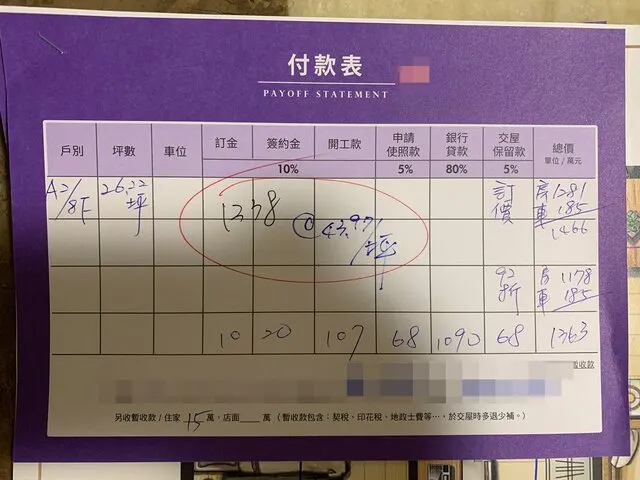 付款表
PAYOFF STATEMENT
戶別 坪數 車位 訂金 簽約金 開工款 申請使照款 銀行貸款 交屋保留款 總價
單位/萬元
10% 5% 80% 5%
A2/8F 26.22坪 訂價 房1281
車185
1466
1338
@43.97/坪
92折 房1178
車185
10 20 107 68 1090 68 1363
暫收款
另收暫收款/住家 15 萬,店面 萬(暫收款包含:契稅、印花稅、地政士費等…,於交屋時多退少補。)